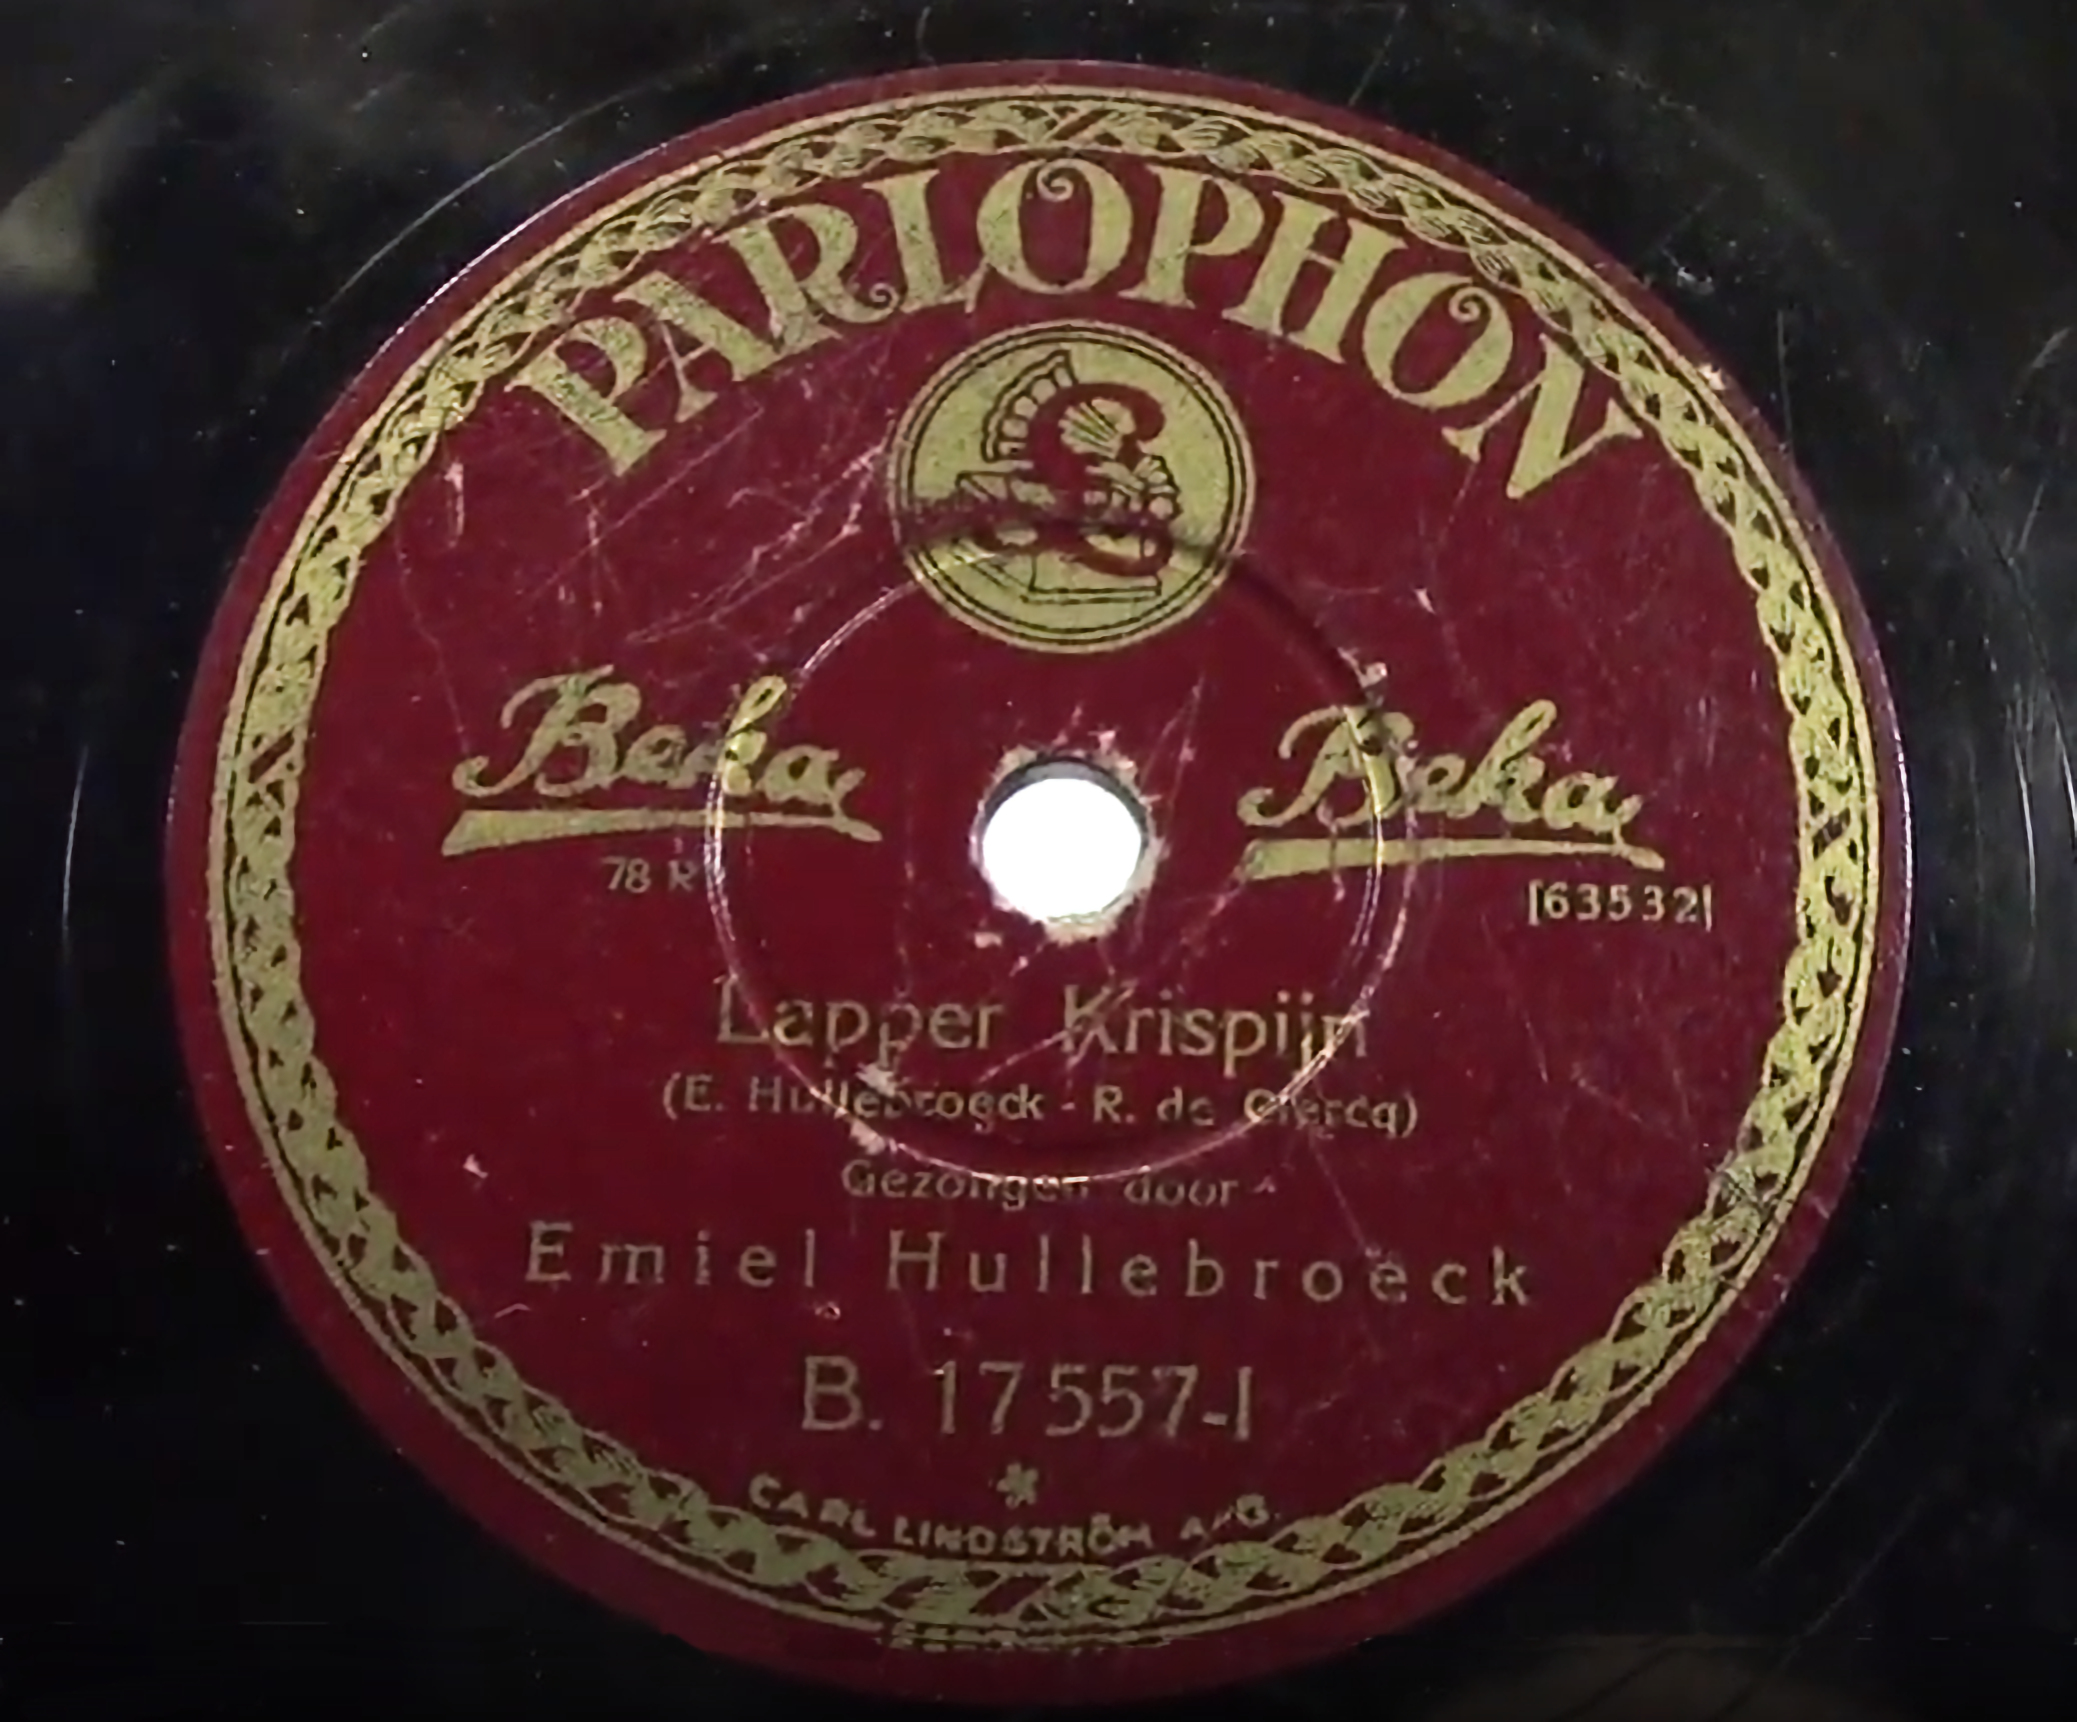 PARLOPHON
Beka Beka
78 R
[63532]
Lapper Krispijn
(E. Hullebroeck - R. de Clercq)
Gezongen door
Emiel Hullebroeck
B. 17557-I
CARL LINDSTRÖM A.-G.